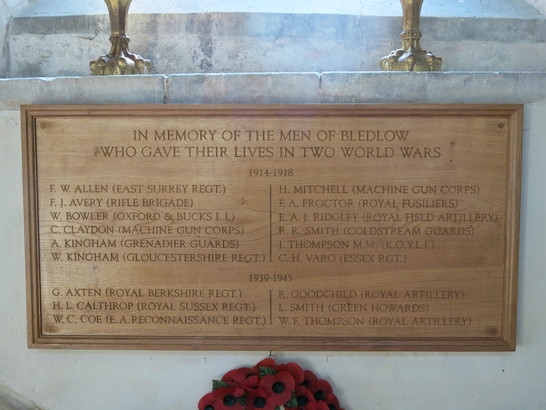 IN MEMORY OF THE MEN OF BLEDLOW
WHO GAVE THEIR LIVES IN TWO WORLD WARS
1914-1918
F. W. ALLEN (EAST SURREY REGT.)
F. J. AVERY (RIFLE BRIGADE)
W. BOWLER (OXFORD & BUCKS L.I.)
C. CLAYDON (MACHINE GUN CORPS)
A. KINGHAM (GRENADIER GUARDS)
W. KINGHAM (GLOUCESTERSHIRE REGT.)
H. MITCHELL (MACHINE GUN CORPS)
F. A. PROCTOR (ROYAL FUSILIERS)
E. A. J. RIDGLEY (ROYAL FIELD ARTILLERY)
R. R. SMITH (COLDSTREAM GUARDS)
J. THOMPSON M.M. (K.O.Y.L.I.)
C. H. VARO (ESSEX RGT.)
1939-1945
G. AXTEN (ROYAL BERKSHIRE REGT.)
H. L. CALTHROP (ROYAL SUSSEX REGT.)
W. C. COE (E.A. RECONNAISSANCE REGT.)
R. GOODCHILD (ROYAL ARTILLERY)
L. SMITH (GREEN HOWARDS)
W. F. THOMPSON (ROYAL ARTILLERY)